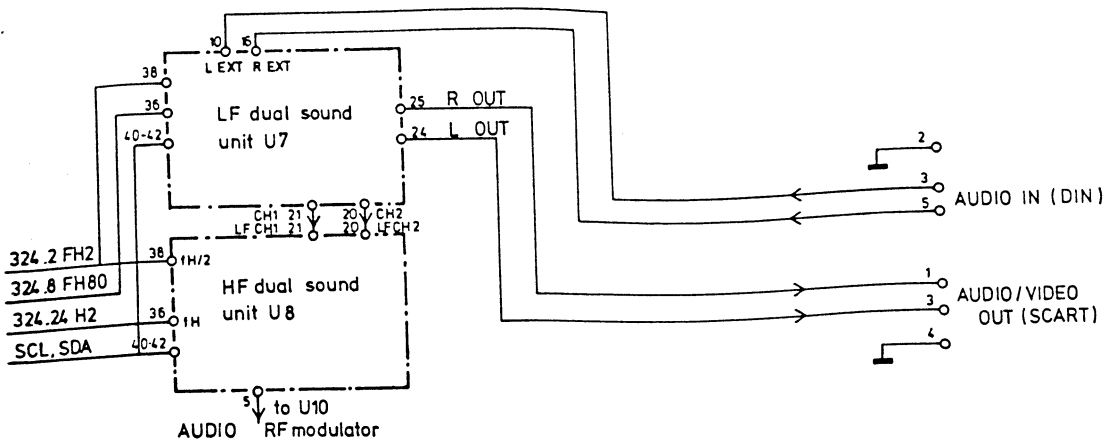 10 16
L EXT R EXT
38
36
40-42
LF dual sound
unit U7
25 R OUT
24 L OUT
2
3
5
AUDIO IN (DIN)
CH1 21 20 CH2
LF CH1 21 20 LF CH2
324.2 FH2
38 fH/2
324.8 FH80
324.24 H2
36 fH
SCL, SDA
40-42
HF dual sound
unit U8
1
3
4
AUDIO/VIDEO
OUT (SCART)
5 to U10
AUDIO RF modulator